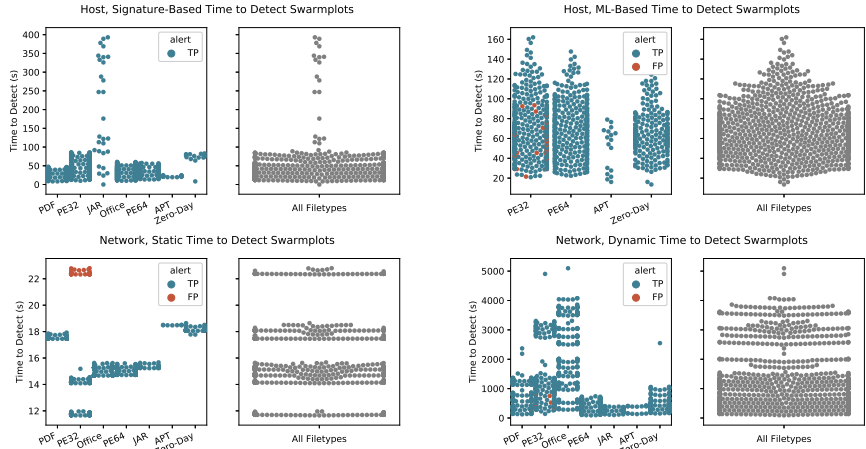 Host, Signature-Based Time to Detect Swarmplots
Time to Detect (s)
400
350
300
250
200
150
100
50
0
alert
TP
PDF
PE32
JAR
Office
PE64
APT
Zero-Day
All Filetypes
Host, ML-Based Time to Detect Swarmplots
Time to Detect (s)
160
140
120
100
80
60
40
20
alert
TP
FP
PE32
PE64
APT
Zero-Day
All Filetypes
Network, Static Time to Detect Swarmplots
Time to Detect (s)
22
20
18
16
14
12
alert
TP
FP
PDF
PE32
Office
PE64
JAR
APT
Zero-Day
All Filetypes
Network, Dynamic Time to Detect Swarmplots
Time to Detect (s)
5000
4000
3000
2000
1000
0
alert
TP
FP
PDF
PE32
Office
PE64
JAR
APT
Zero-Day
All Filetypes